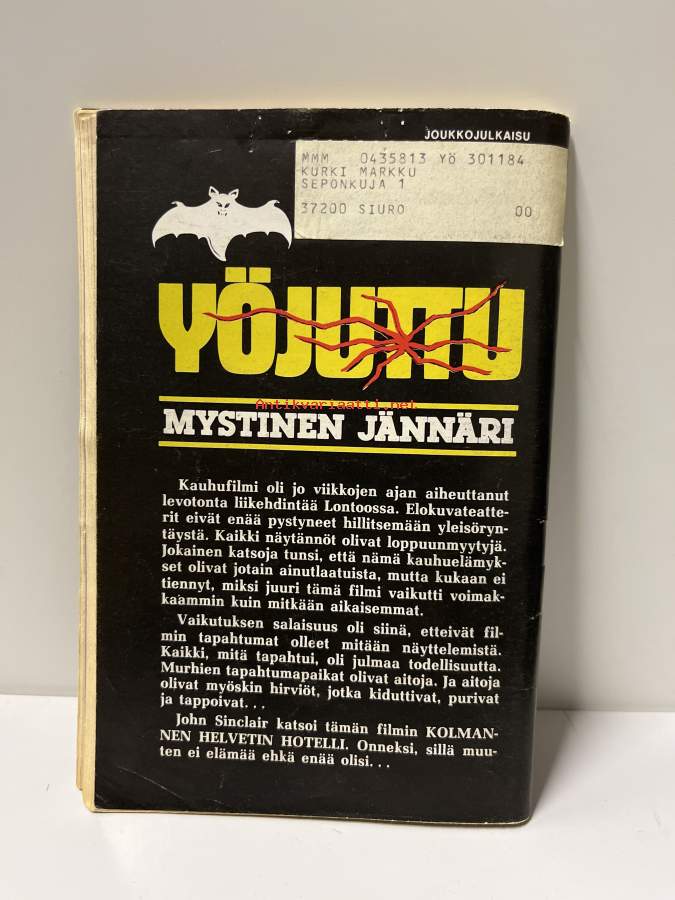 JOUKKOJULKAISU
MMM 0435813 YÖ 301184
KURKI MARKKU
SEPONKUJA 1
37200 SIURO 00
YÖJUTTU
Antikvariaatti.net
MYSTINEN JÄNNÄRI
Kauhufilmi oli jo viikkojen ajan aiheuttanut
levotonta liikehdintää Lontoossa. Elokuvateatte-
rit eivät enää pystyneet hillitsemään yleisöryn-
täystä. Kaikki näytännöt olivat loppuunmyytyjä.
Jokainen katsoja tunsi, että nämä kauhuelämyk-
set olivat jotain ainutlaatuista, mutta kukaan ei
tiennyt, miksi juuri tämä filmi vaikutti voimak-
kaammin kuin mitkään aikaisemmat.
Vaikutuksen salaisuus oli siinä, etteivät fil-
min tapahtumat olleet mitään näyttelemistä.
Kaikki, mitä tapahtui, oli julmaa todellisuutta.
Murhien tapahtumapaikat olivat aitoja. Ja aitoja
olivat myöskin hirviöt, jotka kiduttivat, purivat
ja tappoivat...
John Sinclair katsoi tämän filmin KOLMAN-
NEN HELVETIN HOTELLI. Onneksi, sillä muu-
ten ei elämää ehkä enää olisi...